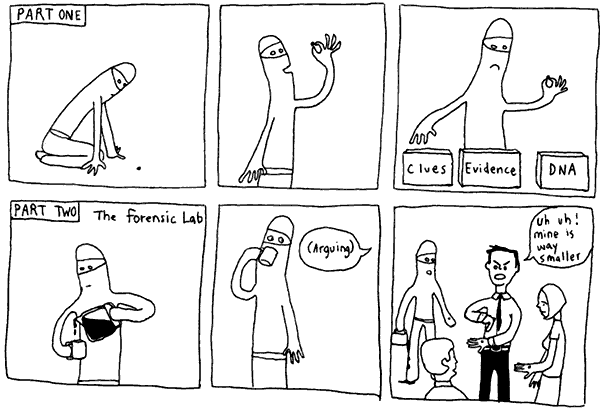 PART ONE
Clues
Evidence
DNA
PART TWO
The Forensic Lab
(Arguing)
Uh uh!
mine is
way
smaller